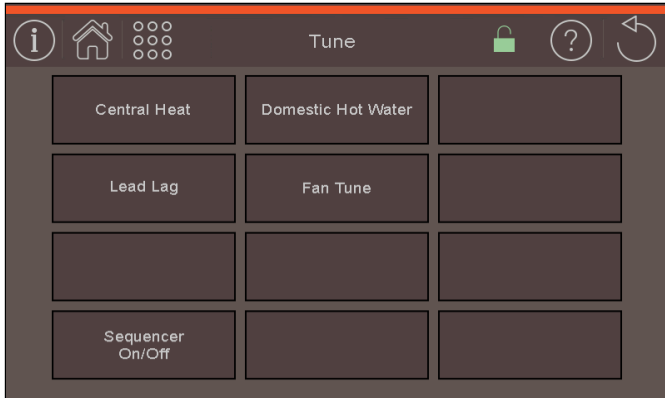 i
Tune
?
Central Heat
Domestic Hot Water
Lead Lag
Fan Tune
Sequencer
On/Off